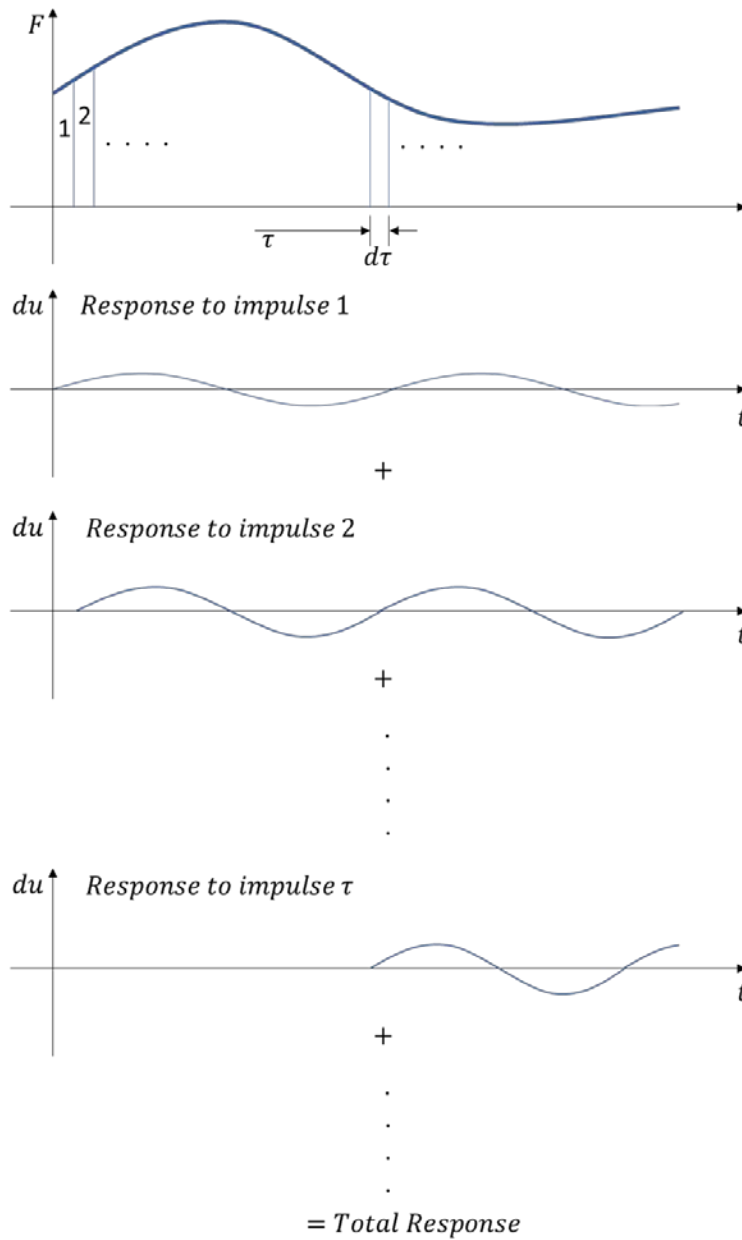 F
1 2 . . . . . . . .
τ
dτ
du Response to impulse 1
t
+
du Response to impulse 2
t
+
.
.
.
.
du Response to impulse τ
t
+
.
.
.
.
= Total Response